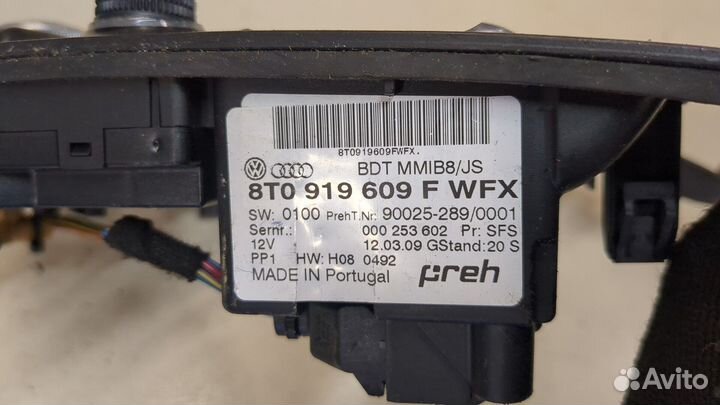 8T0919609FWFX.
BDT MMIB8/JS
8T0 919 609 F WFX
SW: 0100 PrehT.Nr: 90025-289/0001
Sernr.: 000 253 602 Pr: SFS
12V 12.03.09 GStand: 20 S
PP1 HW: H08 0492
MADE IN Portugal preh
Avito